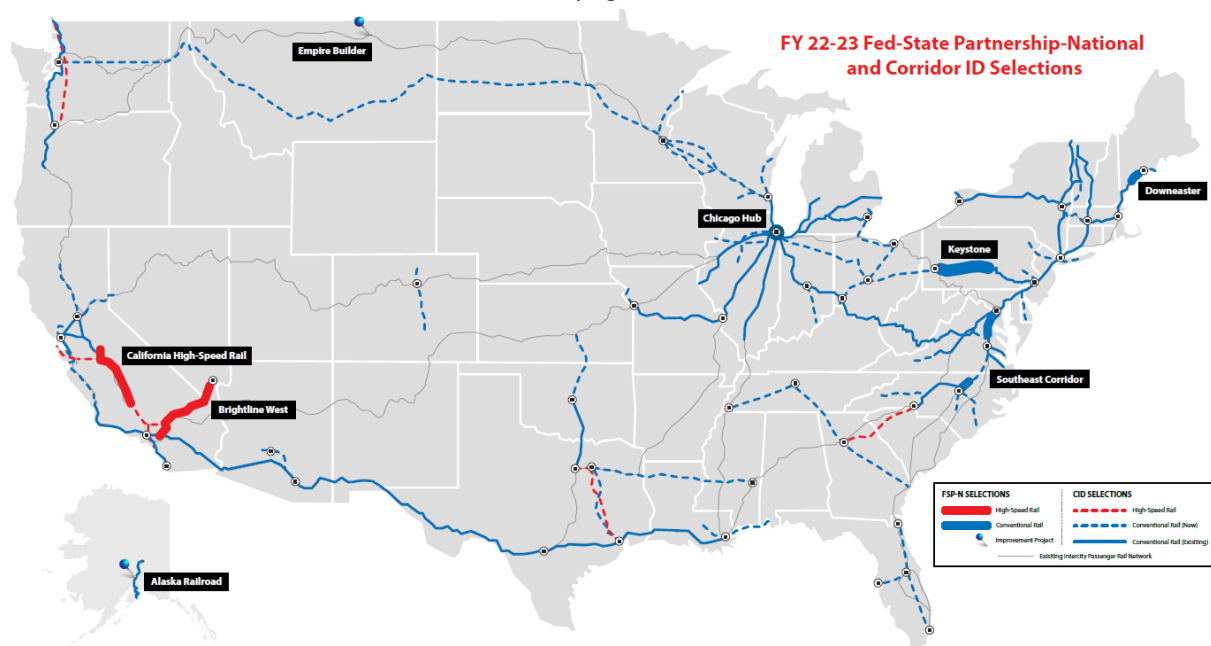 FY 22-23 Fed-State Partnership-National
and Corridor ID Selections
Empire Builder
Downeaster
Chicago Hub
Keystone
California High-Speed Rail
Southeast Corridor
Brightline West
Alaska Railroad
FSP-N SELECTIONS
High-Speed Rail
Conventional Rail
Improvement Project
CID SELECTIONS
High-Speed Rail
Conventional Rail (New)
Conventional Rail (Exisiting)
Exisiting Intercity Passenger Rail Network